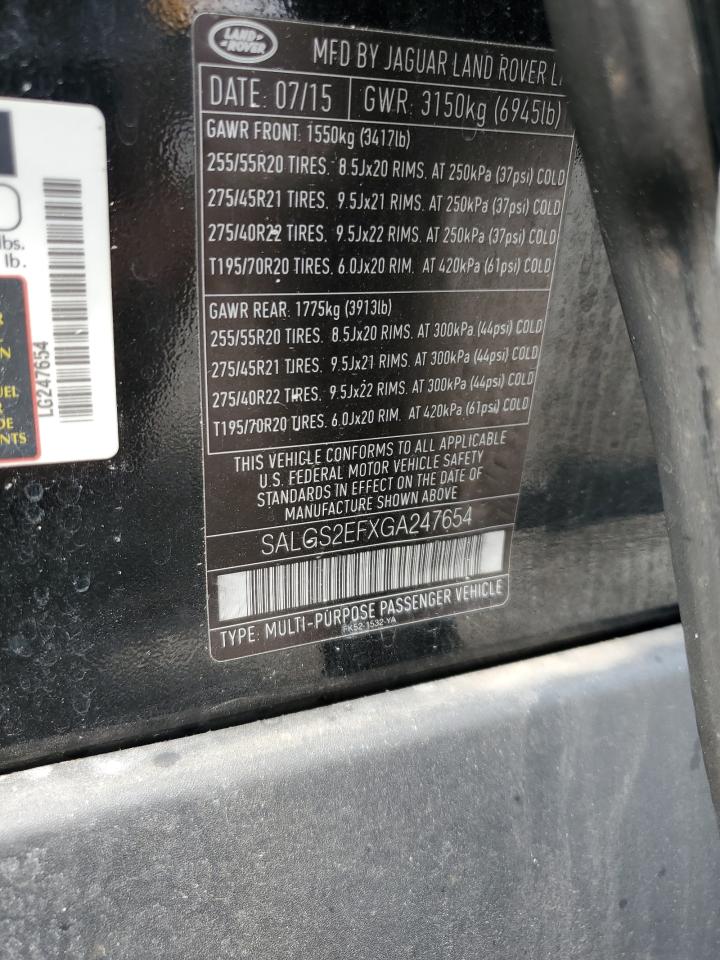 LAND ROVER
MFD BY JAGUAR LAND ROVER
DATE: 07/15 GWR: 3150kg (6945lb)
GAWR FRONT: 1550kg (3417lb)
255/55R20 TIRES. 8.5Jx20 RIMS. AT 250kPa (37psi) COLD
275/45R21 TIRES. 9.5Jx21 RIMS. AT 250kPa (37psi) COLD
275/40R22 TIRES. 9.5Jx22 RIMS. AT 250kPa (37psi) COLD
T195/70R20 TIRES. 6.0Jx20 RIM. AT 420kPa (61psi) COLD
GAWR REAR: 1775kg (3913lb)
255/55R20 TIRES. 8.5Jx20 RIMS. AT 300kPa (44psi) COLD
275/45R21 TIRES. 9.5Jx21 RIMS. AT 300kPa (44psi) COLD
275/40R22 TIRES. 9.5Jx22 RIMS. AT 300kPa (44psi) COLD
T195/70R20 TIRES. 6.0Jx20 RIM. AT 420kPa (61psi) COLD
THIS VEHICLE CONFORMS TO ALL APPLICABLE
U.S. FEDERAL MOTOR VEHICLE SAFETY
STANDARDS IN EFFECT ON THE DATE OF
MANUFACTURE SHOWN ABOVE
SALGS2EFXGA247654
TYPE: MULTI-PURPOSE PASSENGER VEHICLE
FK52-1532-YA
lbs.
lb.
LG247654